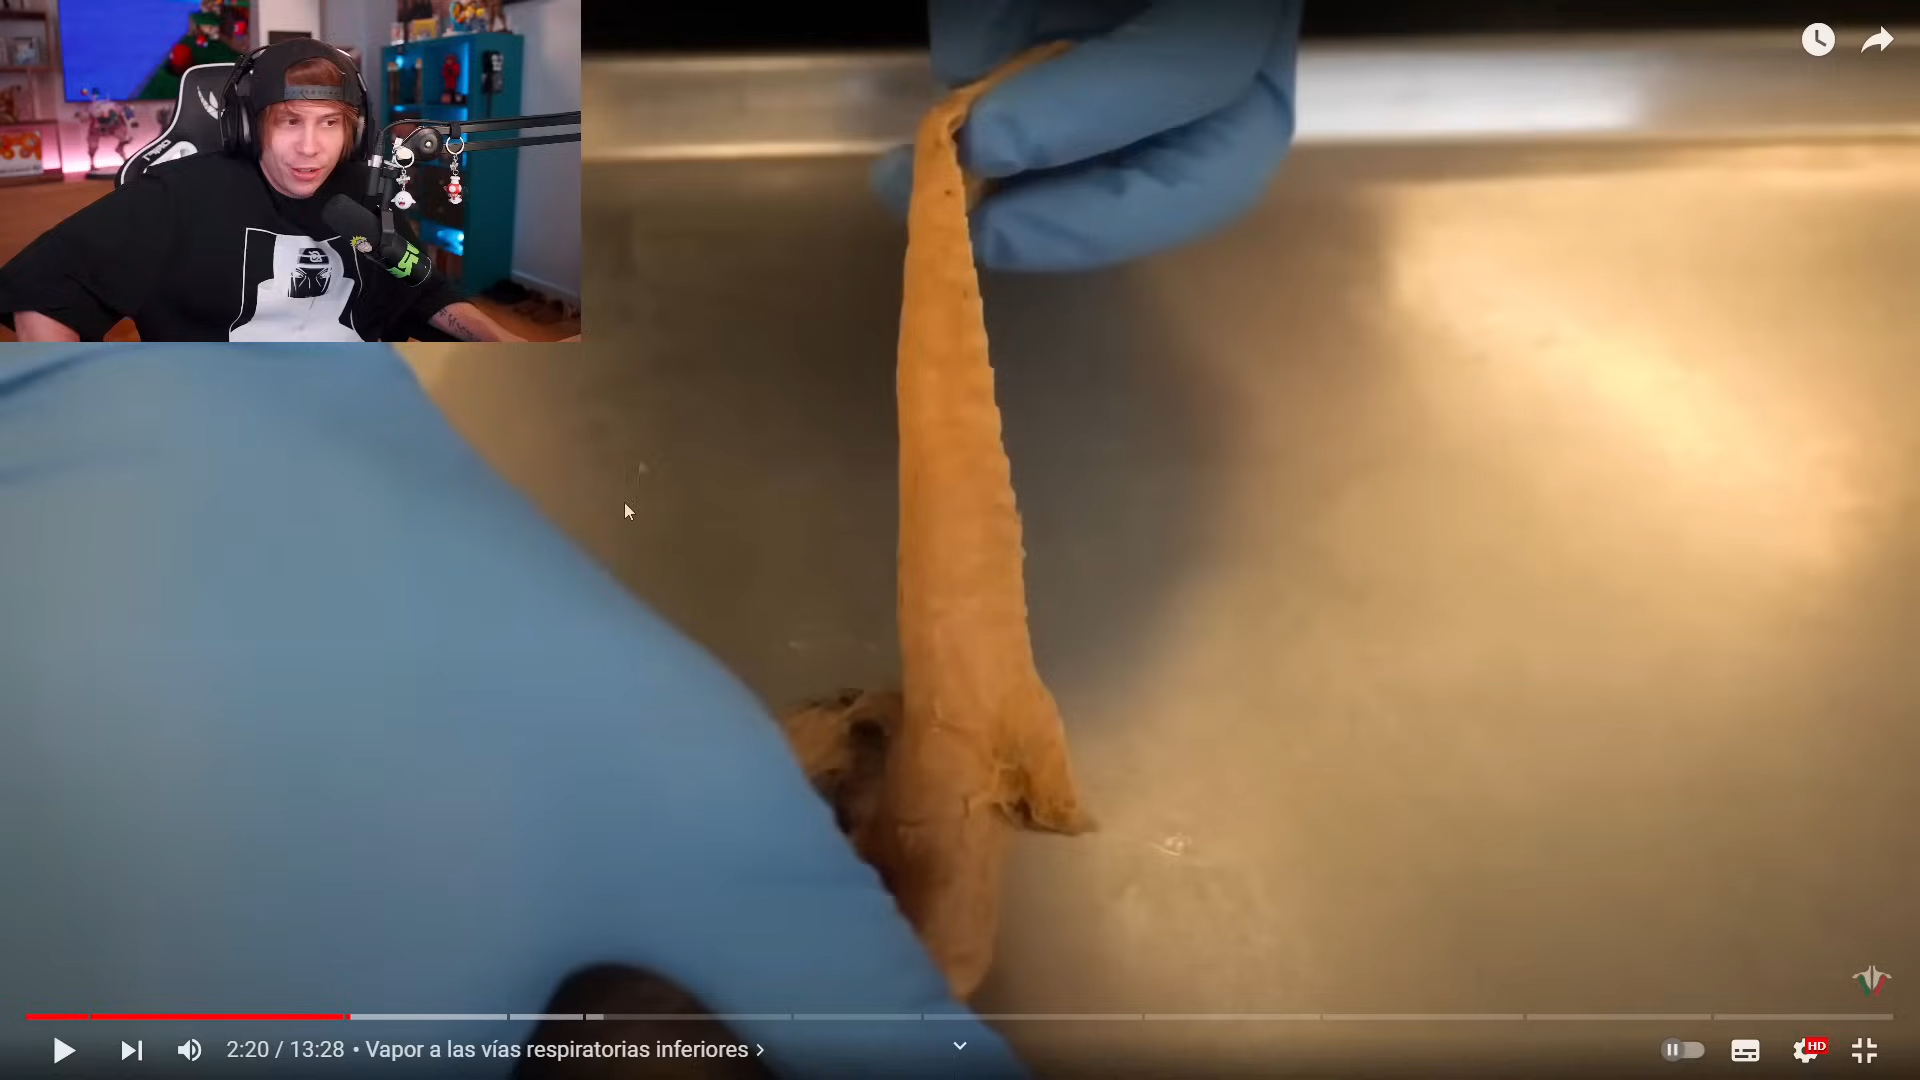 2:20 / 13:28 • Vapor a las vías respiratorias inferiores
HD